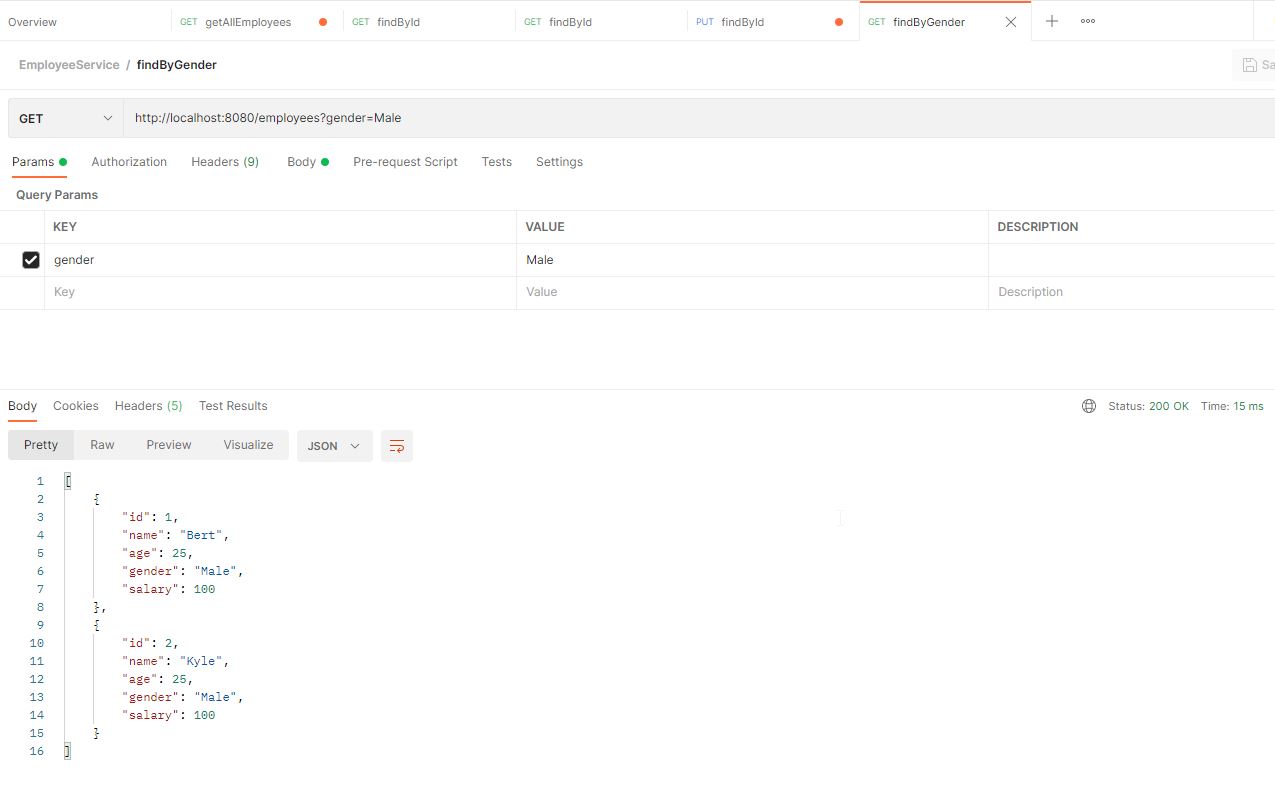 Overview GET getAllEmployees GET findById GET findById PUT findById GET findByGender
EmployeeService / findByGender
GET http://localhost:8080/employees?gender=Male
Params Authorization Headers (9) Body Pre-request Script Tests Settings
Query Params
KEY VALUE DESCRIPTION
gender Male
Key Value Description
Body Cookies Headers (5) Test Results Status: 200 OK Time: 15 ms
Pretty Raw Preview Visualize JSON
1 [
2 {
3 "id": 1,
4 "name": "Bert",
5 "age": 25,
6 "gender": "Male",
7 "salary": 100
8 },
9 {
10 "id": 2,
11 "name": "Kyle",
12 "age": 25,
13 "gender": "Male",
14 "salary": 100
15 }
16 ]